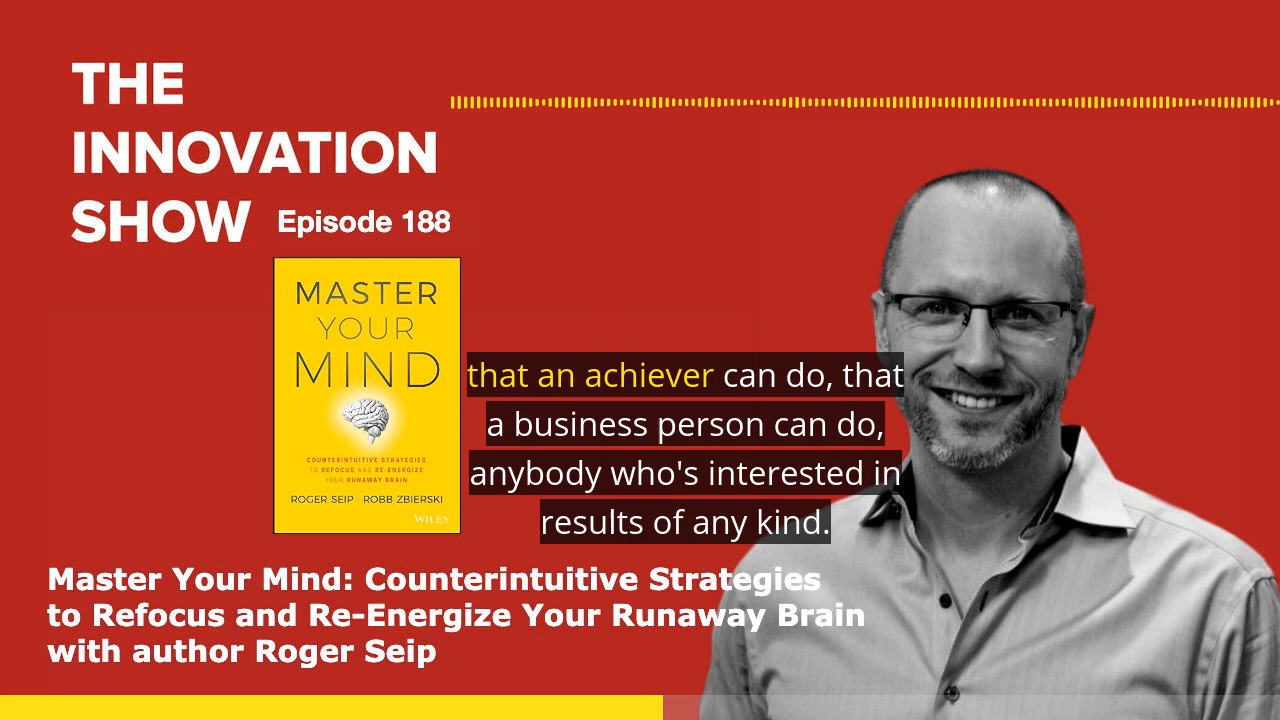 THE
INNOVATION
SHOW
Episode 188
MASTER
YOUR
MIND
COUNTERINTUITIVE STRATEGIES
TO REFOCUS AND RE-ENERGIZE
YOUR RUNAWAY BRAIN
ROGER SEIP | ROBB ZBIERSKI
WILEY
that an achiever can do, that
a business person can do,
anybody who's interested in
results of any kind.
Master Your Mind: Counterintuitive Strategies
to Refocus and Re-Energize Your Runaway Brain
with author Roger Seip